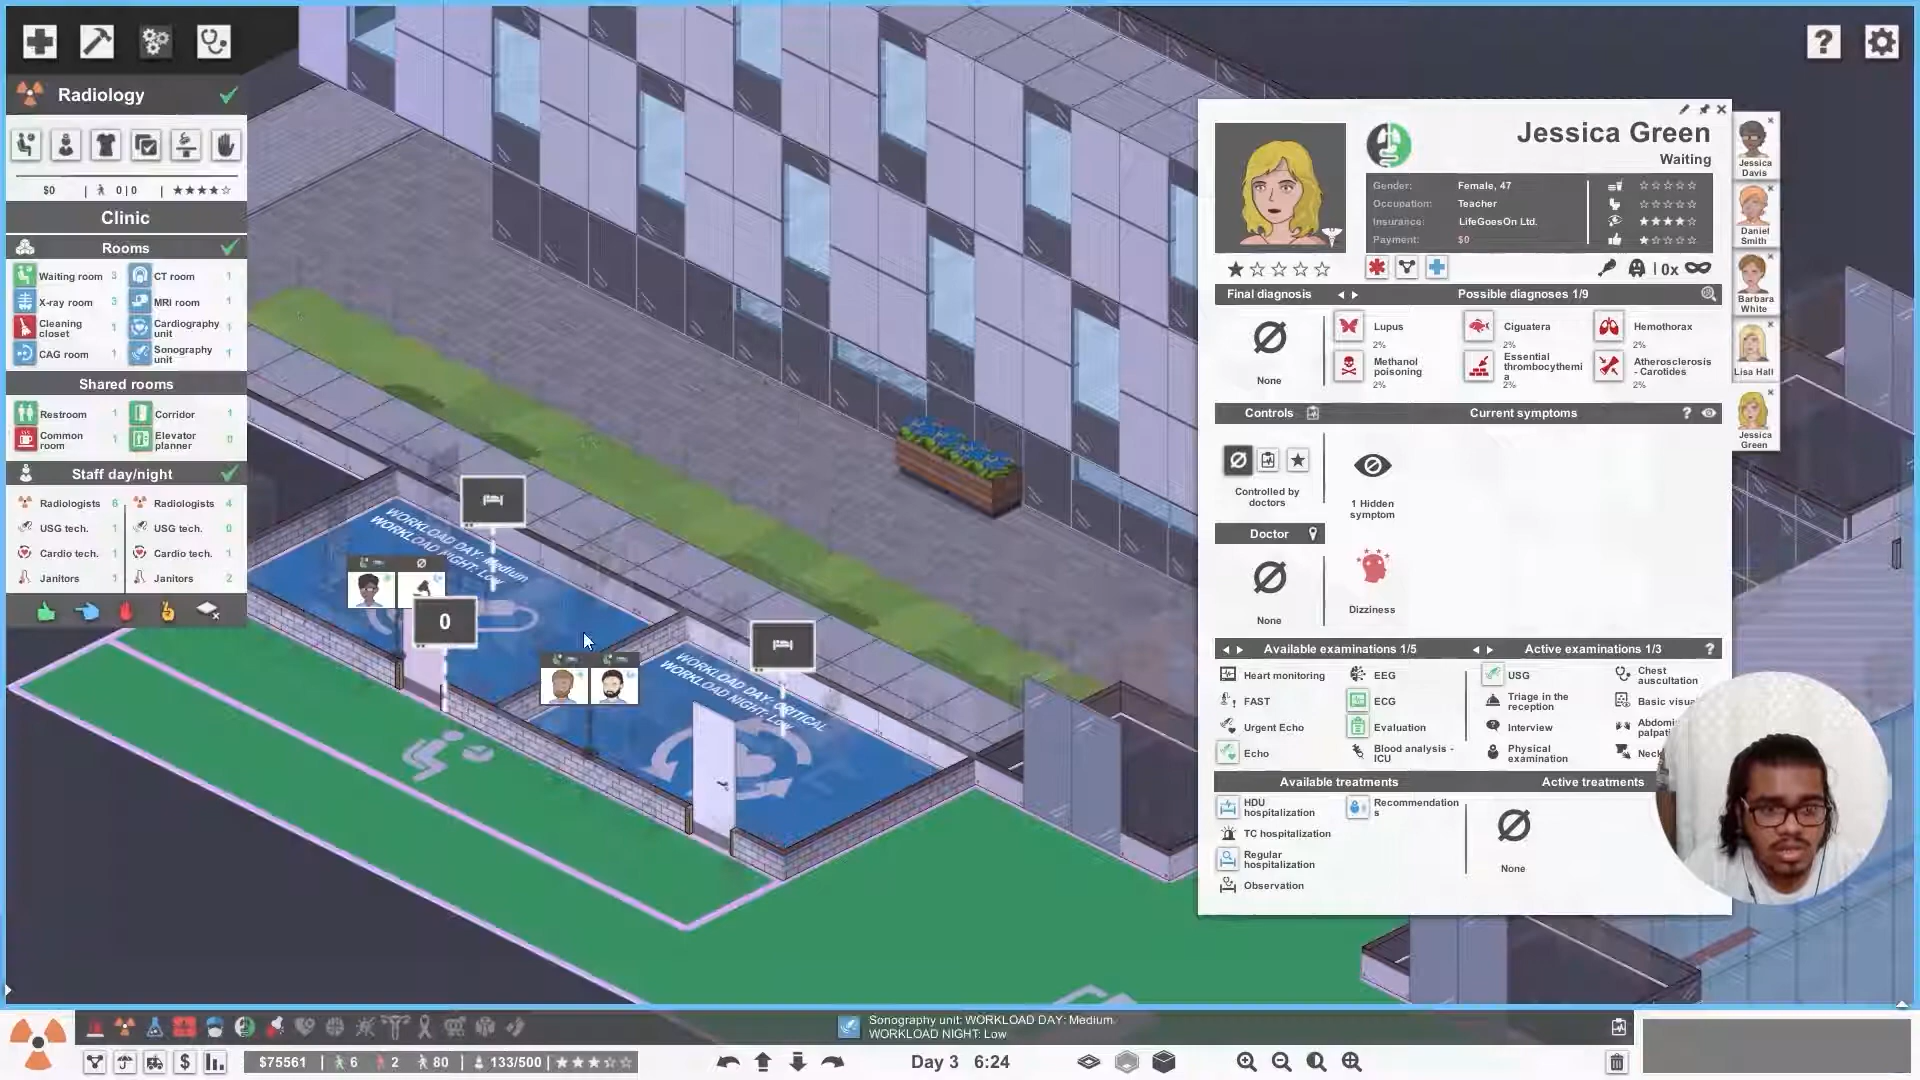 Radiology
$0 | 0|0 |
Clinic
Rooms
Waiting room 3 CT room 1
X-ray room 3 MRI room 1
Cleaning closet 1 Cardiography unit 1
CAG room 1 Sonography unit 1
Shared rooms
Restroom 1 Corridor 1
Common room 1 Elevator planner 0
Staff day/night
Radiologists 6 Radiologists 4
USG tech. 1 USG tech. 0
Cardio tech. 1 Cardio tech. 1
Janitors 1 Janitors 2
WORKLOAD DAY: Medium
WORKLOAD NIGHT: Low
0
WORKLOAD DAY: CRITICAL
WORKLOAD NIGHT: Low
?
Jessica Green
Waiting
Gender: Female, 47
Occupation: Teacher
Insurance: LifeGoesOn Ltd.
Payment: $0
| 0x
Final diagnosis Possible diagnoses 1/9
None
Lupus 2%
Ciguatera 2%
Hemothorax 2%
Methanol poisoning 2%
Essential thrombocythemi a 2%
Atherosclerosis - Carotides 2%
Controls Current symptoms ?
Controlled by doctors
1 Hidden symptom
Doctor
None
Dizziness
Available examinations 1/5 Active examinations 1/3 ?
Heart monitoring EEG USG Chest auscultation
FAST ECG Triage in the reception Basic
Urgent Echo Evaluation Interview
Echo Blood analysis - ICU Physical examination
Available treatments Active treatments
HDU hospitalization Recommendation s
TC hospitalization
Regular hospitalization
Observation
None
Jessica Davis
Daniel Smith
Barbara White
Lisa Hall
Jessica Green
Sonography unit: WORKLOAD DAY: Medium
WORKLOAD NIGHT: Low
$75561 | 6 2 80 | 133/500 |
Day 3 6:24